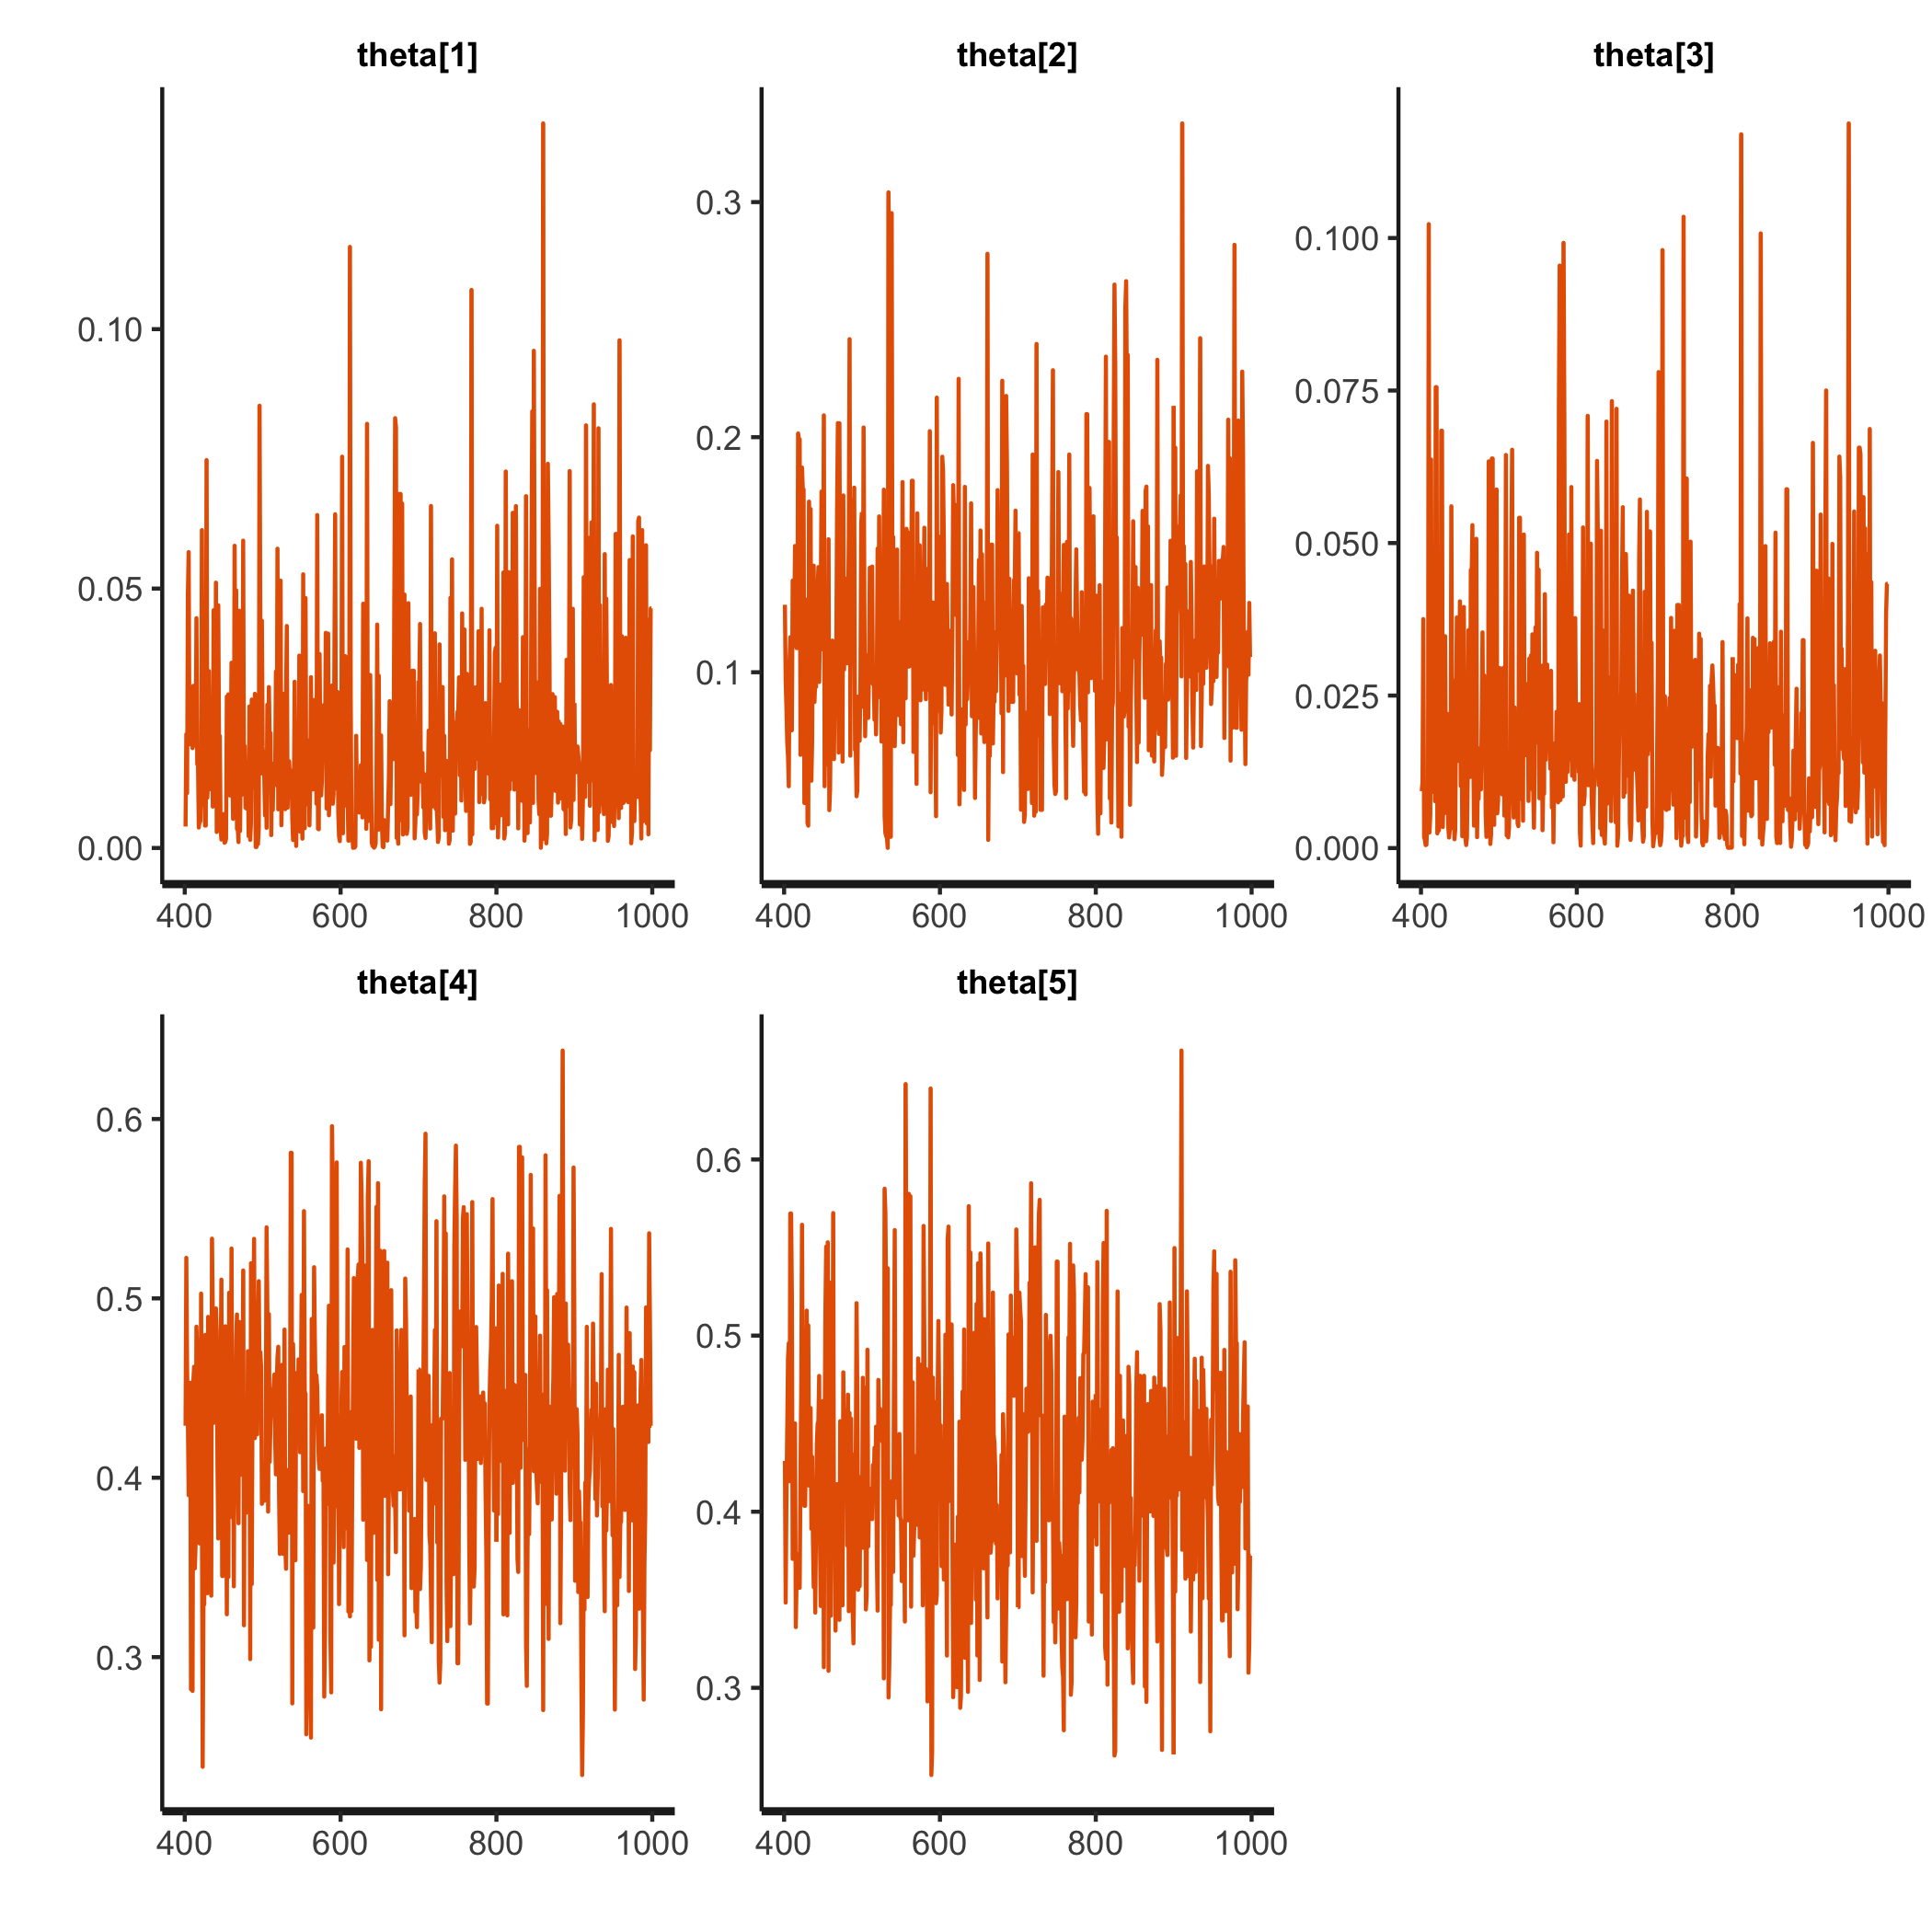 theta[1] theta[2] theta[3]
0.10 0.3 0.100
0.05 0.2 0.075
0.00 0.1 0.050
0.025
0.000
400 600 800 1000 400 600 800 1000 400 600 800 1000
theta[4] theta[5]
0.6 0.6
0.5 0.5
0.4 0.4
0.3 0.3
400 600 800 1000 400 600 800 1000